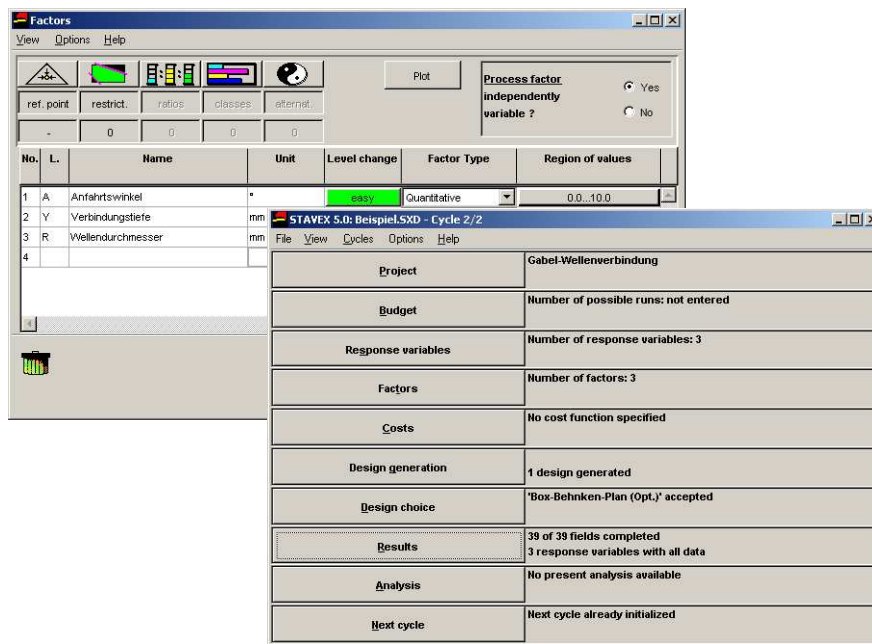 Factors
View Options Help
Plot
Process factor
independently
variable ?
Yes
No
ref. point restrict. ratios classes alternat.
- 0 0 0 0
No. L. Name Unit Level change Factor Type Region of values
1 A Anfahrtswinkel ° easy Quantitative 0.0...10.0
2 Y Verbindungstiefe mm
3 R Wellendurchmesser mm
4
STAVEX 5.0: Beispiel.SXD - Cycle 2/2
File View Cycles Options Help
Project Gabel-Wellenverbindung
Budget Number of possible runs: not entered
Response variables Number of response variables: 3
Factors Number of factors: 3
Costs No cost function specified
Design generation 1 design generated
Design choice 'Box-Behnken-Plan (Opt.)' accepted
Results 39 of 39 fields completed
3 response variables with all data
Analysis No present analysis available
Next cycle Next cycle already initialized